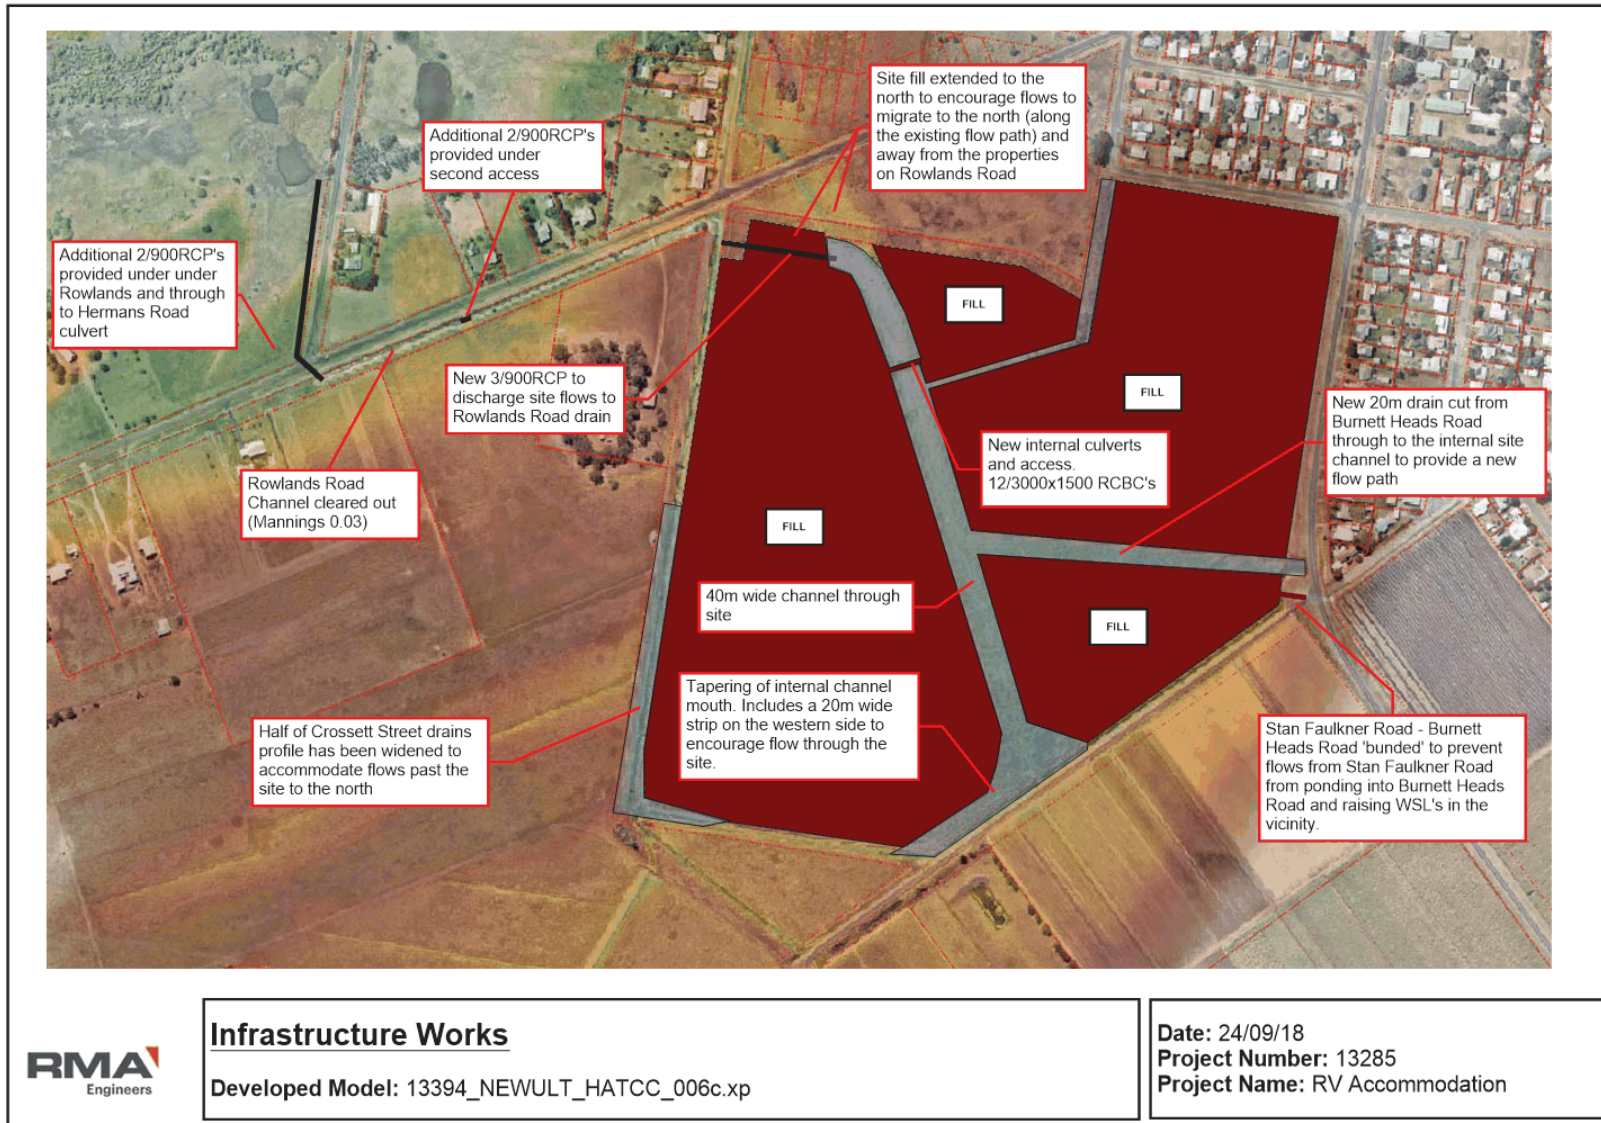 Site fill extended to the
north to encourage flows to
migrate to the north (along
the existing flow path) and
away from the properties
on Rowlands Road
Additional 2/900RCP's
provided under
second access
Additional 2/900RCP's
provided under under
Rowlands and through
to Hermans Road
culvert
New 3/900RCP to
discharge site flows to
Rowlands Road drain
FILL
FILL
New 20m drain cut from
Burnett Heads Road
through to the internal site
channel to provide a new
flow path
New internal culverts
and access.
12/3000x1500 RCBC's
Rowlands Road
Channel cleared out
(Mannings 0.03)
FILL
40m wide channel through
site
FILL
Tapering of internal channel
mouth. Includes a 20m wide
strip on the western side to
encourage flow through the
site.
Half of Crossett Street drains
profile has been widened to
accommodate flows past the
site to the north
Stan Faulkner Road - Burnett
Heads Road 'bunded' to prevent
flows from Stan Faulkner Road
from ponding into Burnett Heads
Road and raising WSL's in the
vicinity.
RMA
Engineers
Infrastructure Works
Developed Model: 13394_NEWULT_HATCC_006c.xp
Date: 24/09/18
Project Number: 13285
Project Name: RV Accommodation